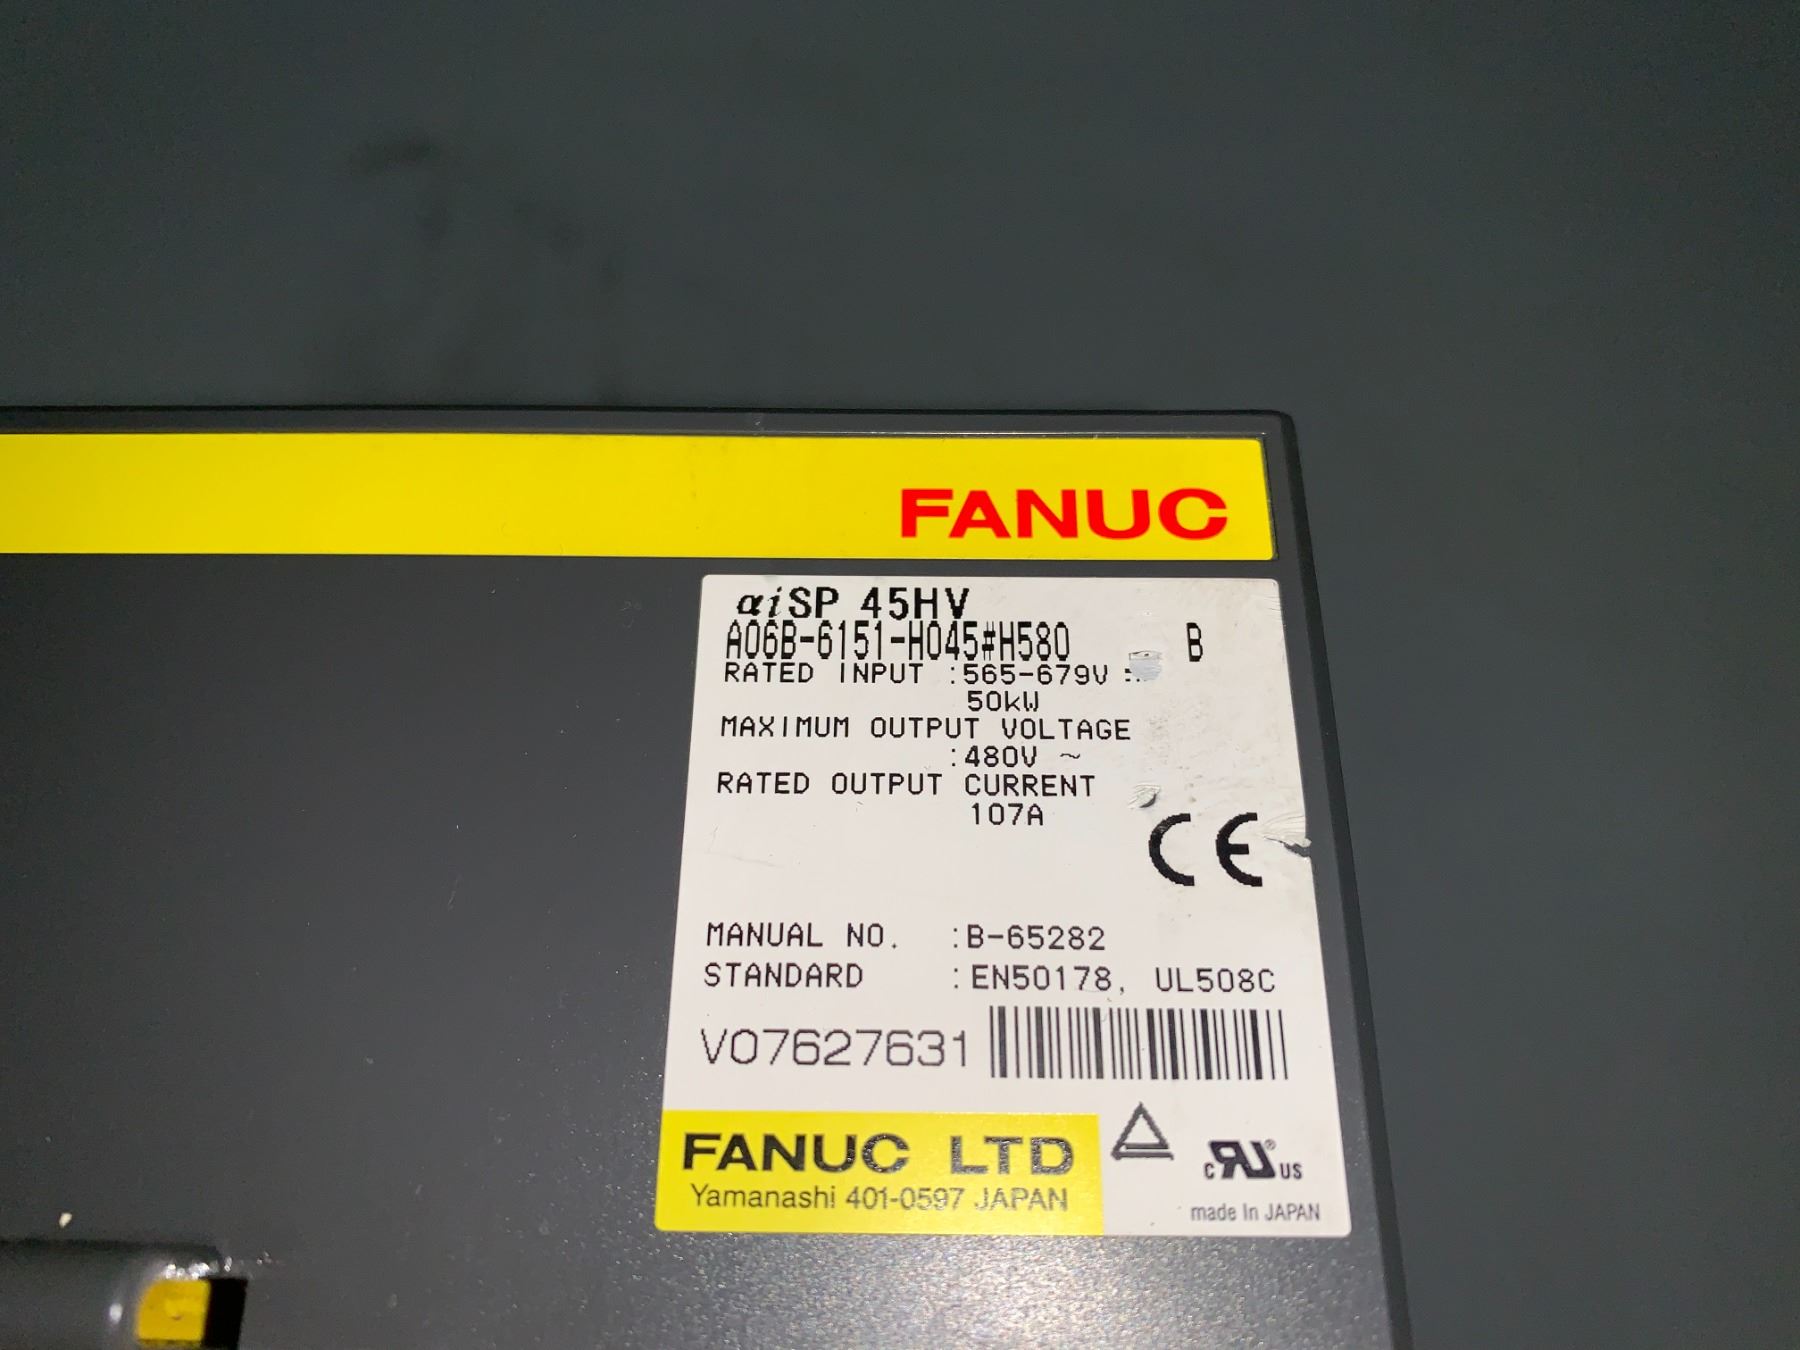 FANUC
αiSP 45HV
A06B-6151-H045#H580 B
RATED INPUT :565-679V
50kW
MAXIMUM OUTPUT VOLTAGE
:480V ~
RATED OUTPUT CURRENT
107A
CE
MANUAL NO. :B-65282
STANDARD :EN50178, UL508C
V07627631
FANUC LTD
Yamanashi 401-0597 JAPAN
c RU ® US
made In JAPAN